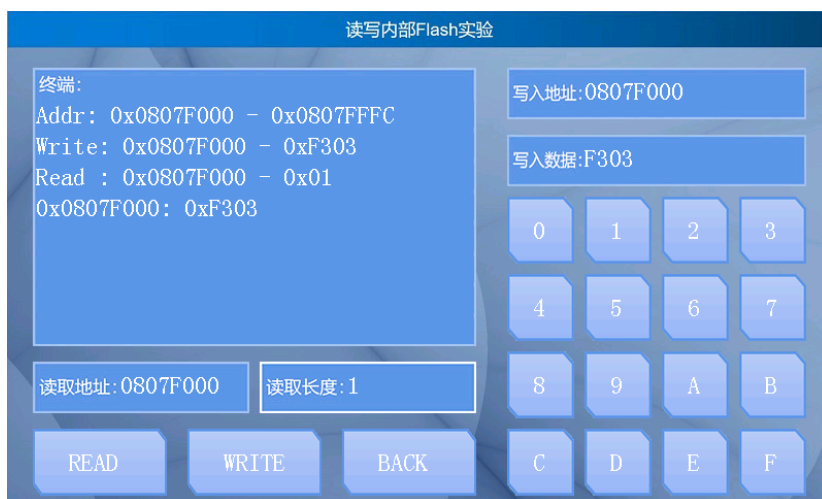 读写内部Flash实验
终端:
Addr: 0x0807F000 - 0x0807FFFC
Write: 0x0807F000 - 0xF303
Read : 0x0807F000 - 0x01
0x0807F000: 0xF303
读取地址:0807F000
读取长度:1
READ
WRITE
BACK
写入地址:0807F000
写入数据:F303
0 1 2 3
4 5 6 7
8 9 A B
C D E F